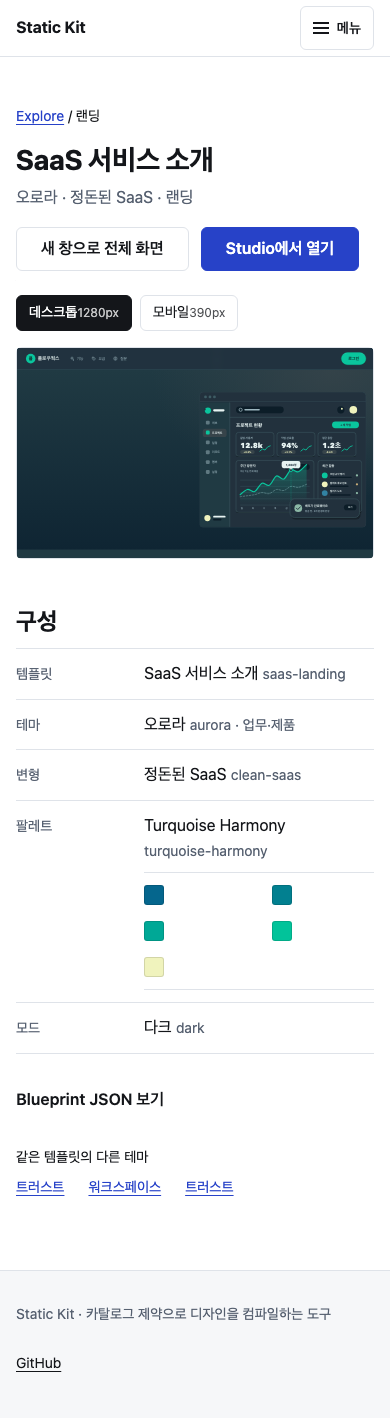 Static Kit
메뉴
Explore / 랜딩
SaaS 서비스 소개
오로라 · 정돈된 SaaS · 랜딩
새 창으로 전체 화면
Studio에서 열기
데스크톱1280px
모바일390px
플로우웍스
로그인
프로젝트 현황
12.8k
94%
1.2초
구성
템플릿
SaaS 서비스 소개 saas-landing
테마
오로라 aurora · 업무·제품
변형
정돈된 SaaS clean-saas
팔레트
Turquoise Harmony
turquoise-harmony
모드
다크 dark
Blueprint JSON 보기
같은 템플릿의 다른 테마
트러스트 워크스페이스 트러스트
Static Kit · 카탈로그 제약으로 디자인을 컴파일하는 도구
GitHub